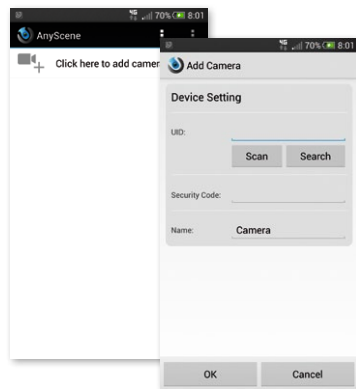 70% 8:01
AnyScene
Click here to add camer
70% 8:01
Add Camera
Device Setting
UID:
Scan Search
Security Code:
Name: Camera
OK Cancel